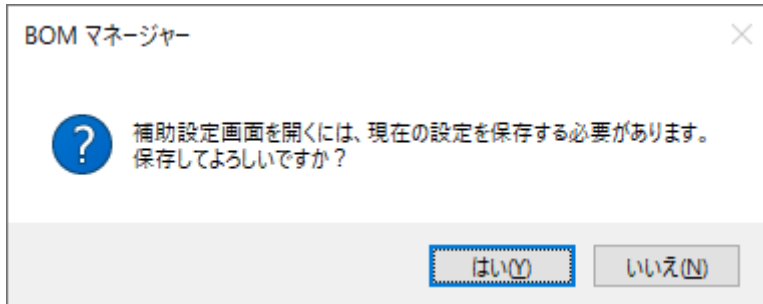 BOM マネージャー
補助設定画面を開くには、現在の設定を保存する必要があります。
保存してよろしいですか？
はい(Y)
いいえ(N)